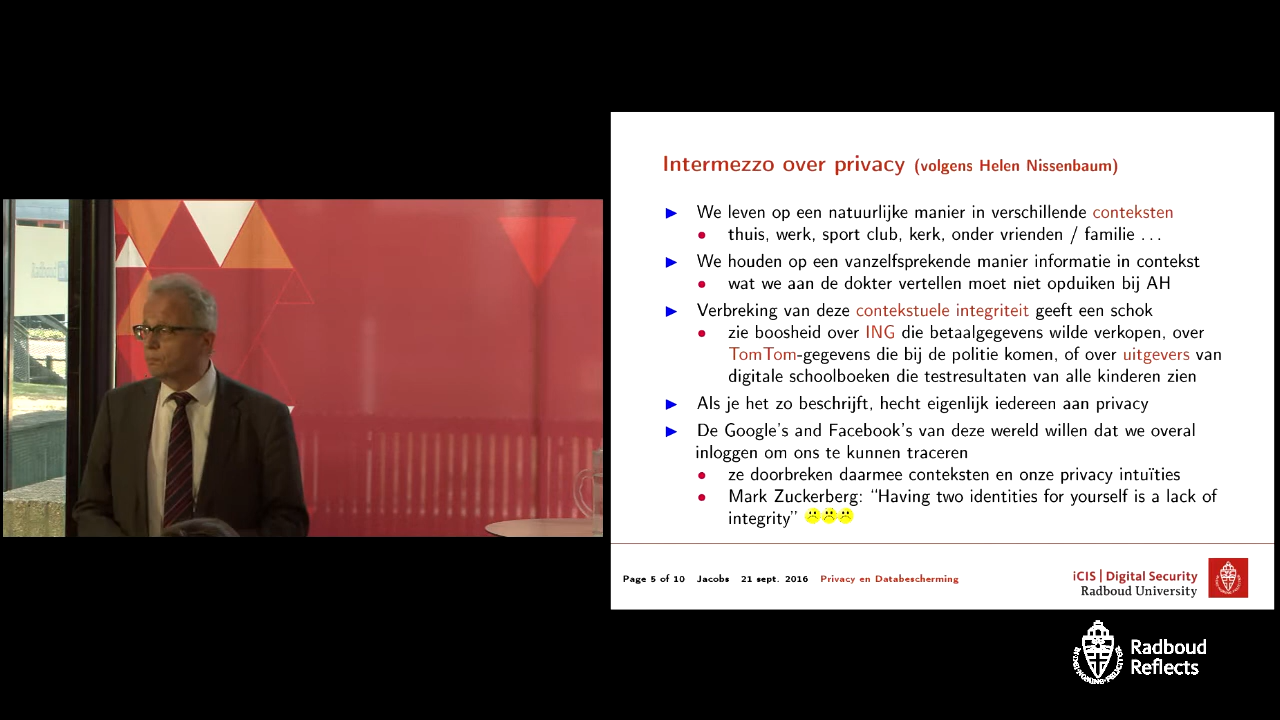 Intermezzo over privacy (volgens Helen Nissenbaum)
We leven op een natuurlijke manier in verschillende conteksten
thuis, werk, sport club, kerk, onder vrienden / familie ...
We houden op een vanzelfsprekende manier informatie in contekst
wat we aan de dokter vertellen moet niet opduiken bij AH
Verbreking van deze contekstuele integriteit geeft een schok
zie boosheid over ING die betaalgegevens wilde verkopen, over
TomTom-gegevens die bij de politie komen, of over uitgevers van
digitale schoolboeken die testresultaten van alle kinderen zien
Als je het zo beschrijft, hecht eigenlijk iedereen aan privacy
De Google's and Facebook's van deze wereld willen dat we overal
inloggen om ons te kunnen traceren
ze doorbreken daarmee conteksten en onze privacy intuïties
Mark Zuckerberg: “Having two identities for yourself is a lack of
integrity”
Page 5 of 10 Jacobs 21 sept. 2016 Privacy en Databescherming
iCIS | Digital Security
Radboud University
Radboud
Reflects